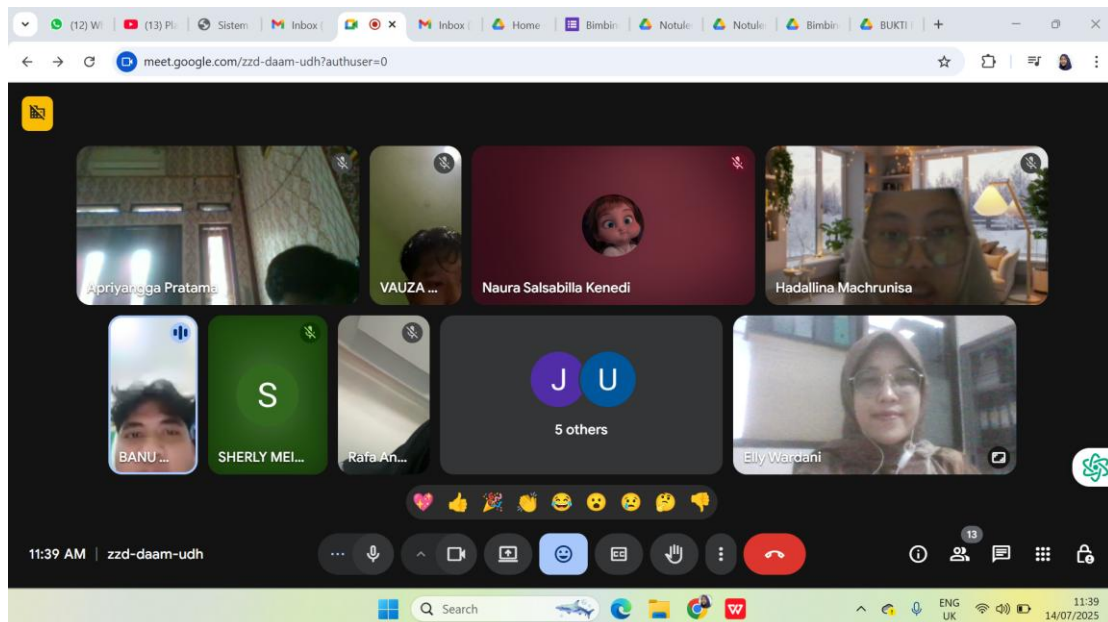 (12) W
(13) Pl
Sistem
Inbox (
Inbox (
Home
Bimbin
Notule
Notule
Bimbin
BUKTI
meet.google.com/zzd-daam-udh?authuser=0
Apriyangga Pratama
VAUZA ...
Naura Salsabilla Kenedi
Hadallina Machrunisa
BANU ...
S
SHERLY MEI...
Rafa An...
J U
5 others
Elly Wardani
11:39 AM | zzd-daam-udh
CC
13
Search
W
ENG
UK
11:39
14/07/2025